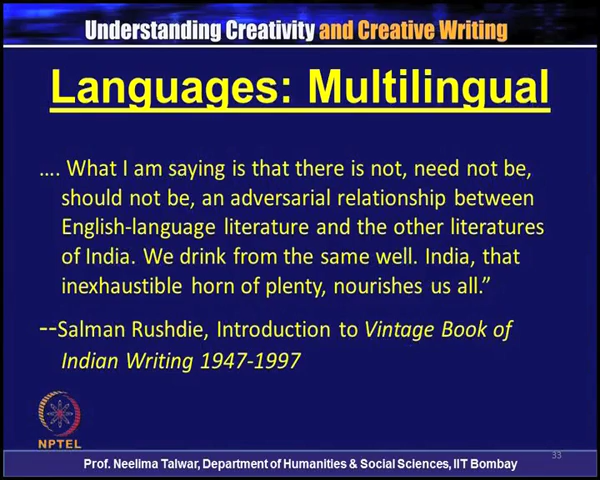 Understanding Creativity and Creative Writing
Languages: Multilingual
.... What I am saying is that there is not, need not be,
should not be, an adversarial relationship between
English-language literature and the other literatures
of India. We drink from the same well. India, that
inexhaustible horn of plenty, nourishes us all.”
--Salman Rushdie, Introduction to Vintage Book of
Indian Writing 1947-1997
NPTEL
33
Prof. Neelima Talwar, Department of Humanities & Social Sciences, IIT Bombay